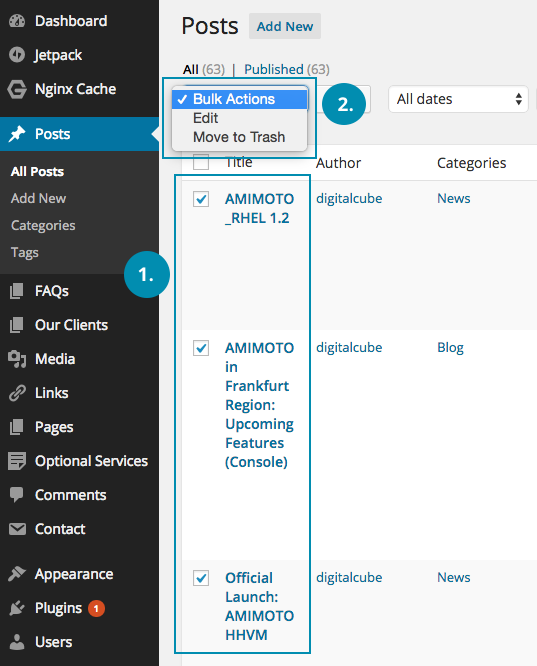 Dashboard
Jetpack
Nginx Cache
Posts
All Posts
Add New
Categories
Tags
FAQs
Our Clients
Media
Links
Pages
Optional Services
Comments
Contact
Appearance
Plugins 1
Users
Posts Add New
All (63) | Published (63)
Bulk Actions
Edit
Move to Trash
2.
All dates
Title Author Categories
1.
AMIMOTO digitalcube News
_RHEL 1.2
AMIMOTO digitalcube Blog
in
Frankfurt
Region:
Upcoming
Features
(Console)
Official digitalcube News
Launch:
AMIMOTO
HHVM